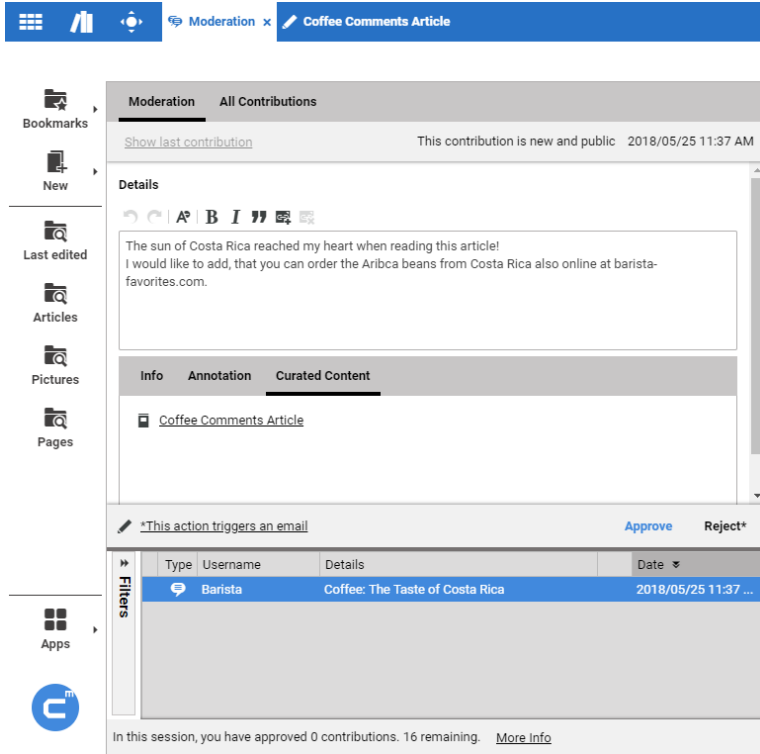 Moderation x Coffee Comments Article
Bookmarks
New
Last edited
Articles
Pictures
Pages
Apps
Cm
Moderation All Contributions
Show last contribution This contribution is new and public 2018/05/25 11:37 AM
Details
A? B I
The sun of Costa Rica reached my heart when reading this article!
I would like to add, that you can order the Aribca beans from Costa Rica also online at barista-
favorites.com.
Info Annotation Curated Content
Coffee Comments Article
*This action triggers an email Approve Reject*
Filters
Type Username Details Date
Barista Coffee: The Taste of Costa Rica 2018/05/25 11:37 ...
In this session, you have approved 0 contributions. 16 remaining. More Info